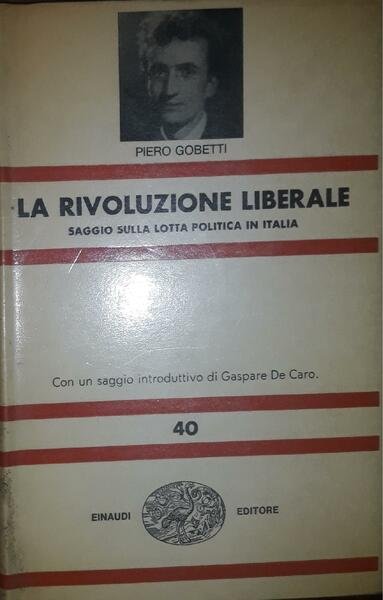 PIERO GOBETTI
LA RIVOLUZIONE LIBERALE
SAGGIO SULLA LOTTA POLITICA IN ITALIA
Con un saggio introduttivo di Gaspare De Caro.
40
EINAUDI EDITORE